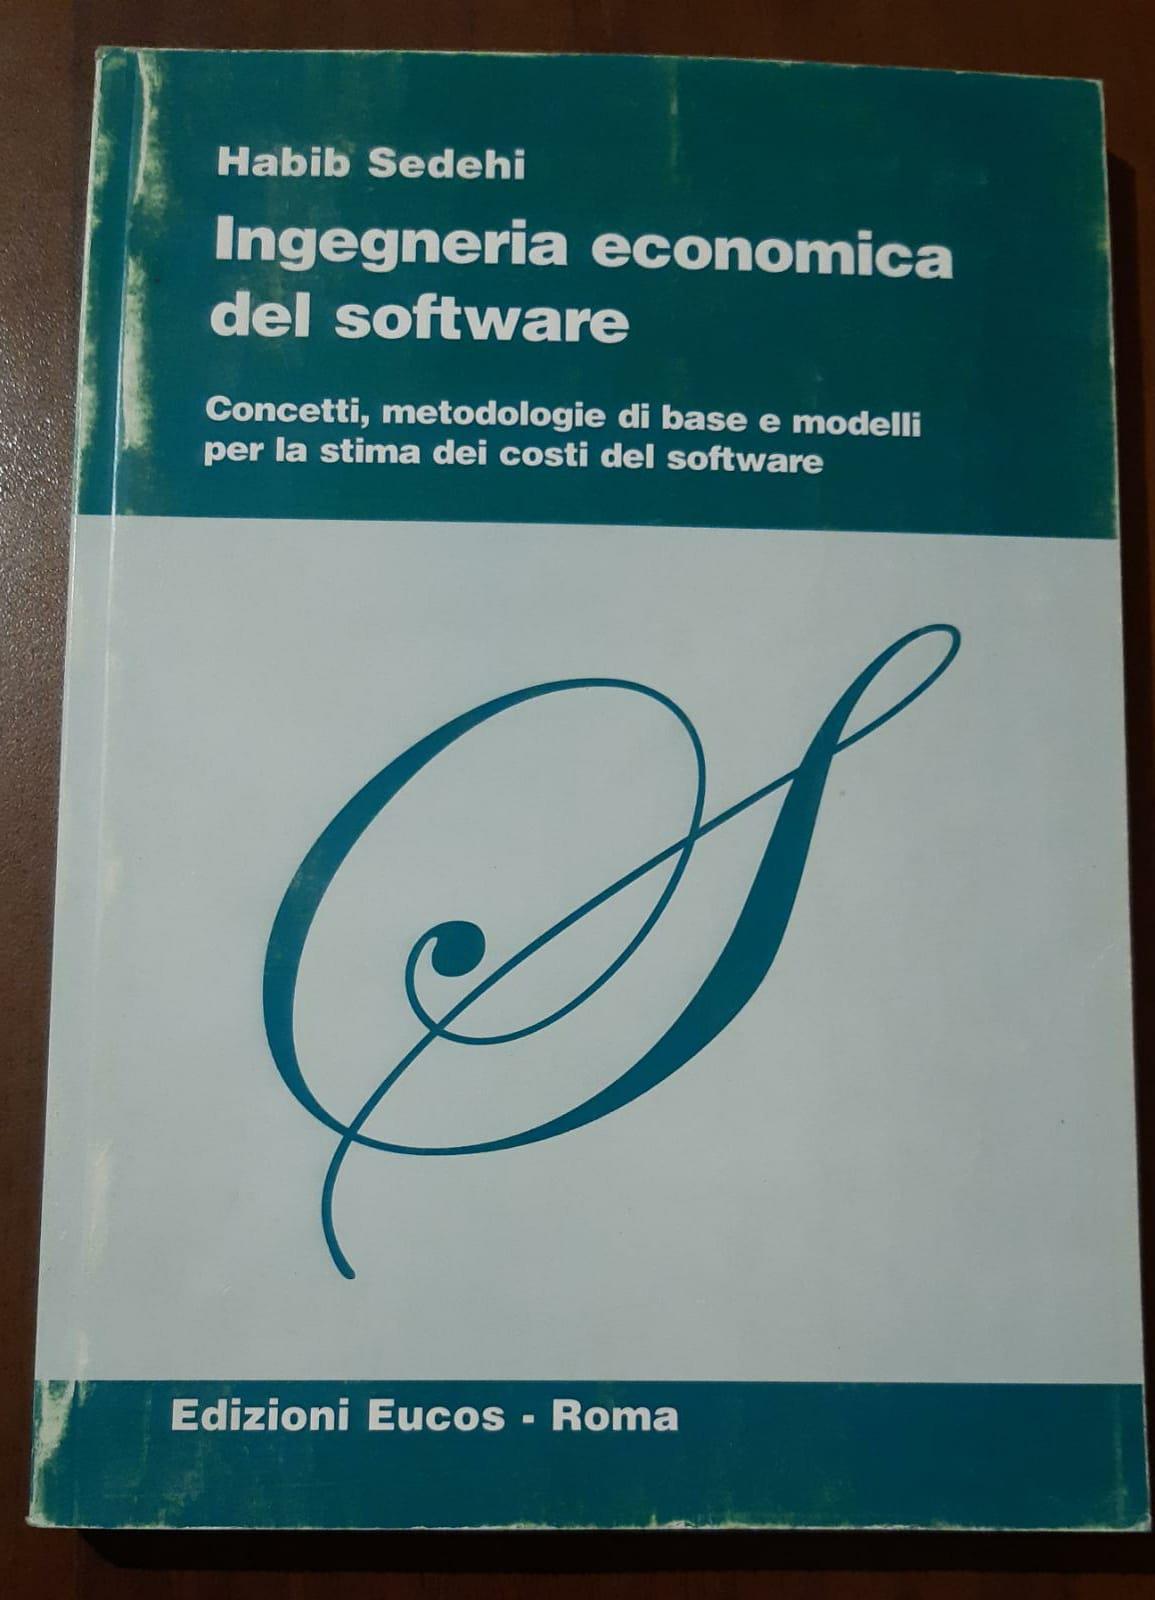 Habib Sedehi
Ingegneria economica
del software
Concetti, metodologie di base e modelli
per la stima dei costi del software
S
Edizioni Eucos - Roma